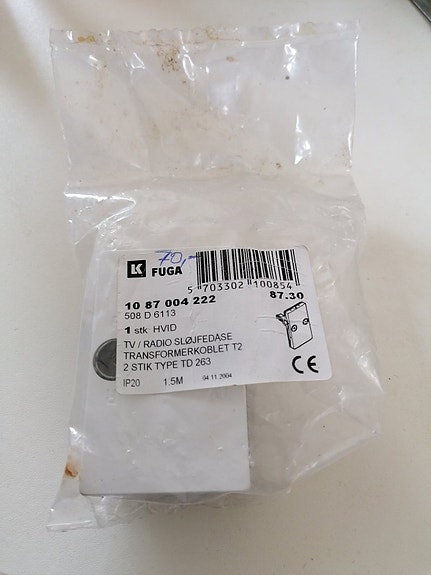 LK FUGA
70,-
5 703302 100854
10 87 004 222
87.30
508 D 6113
1 stk HVID
TV / RADIO SLØJFEDASE
TRANSFORMERKOBLET T2
2 STIK TYPE TD 263
IP20 1.5M 04.11.2004
CE